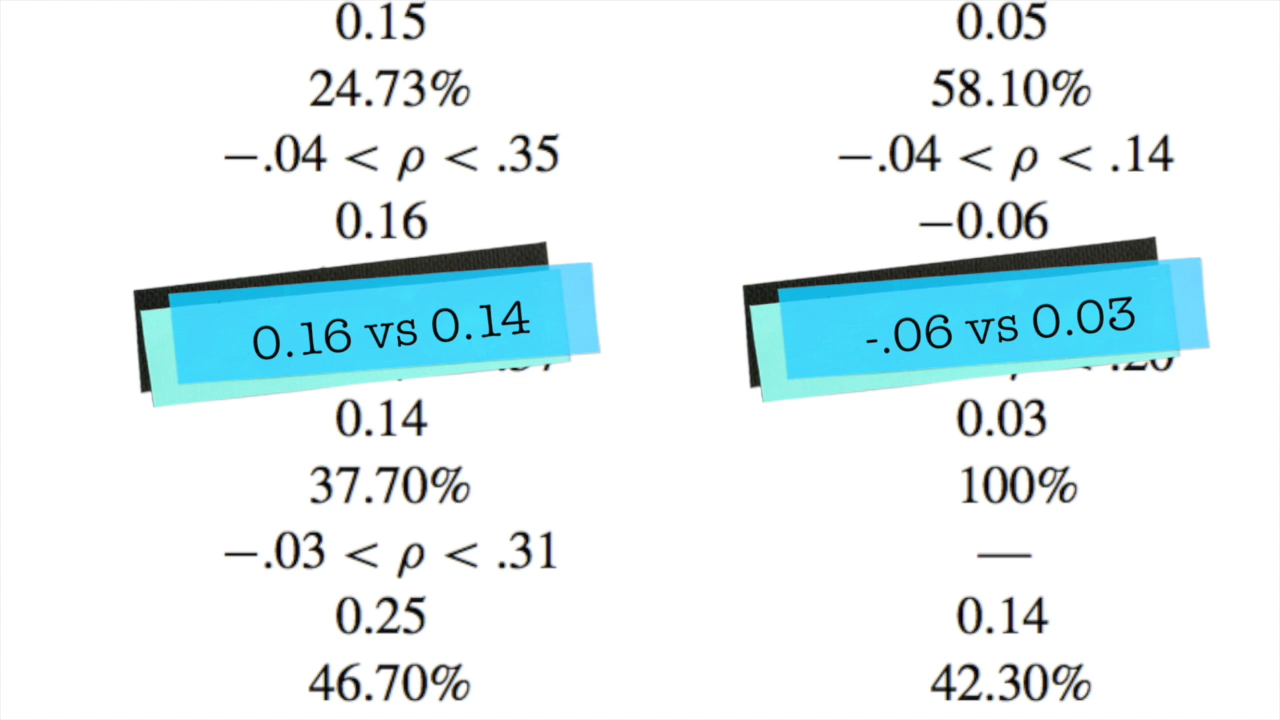 0.15 0.05
24.73% 58.10%
−.04 < ρ < .35 −.04 < ρ < .14
0.16 −0.06
0.16 vs 0.14 -.06 vs 0.03
0.14 0.03
37.70% 100%
−.03 < ρ < .31 —
0.25 0.14
46.70% 42.30%